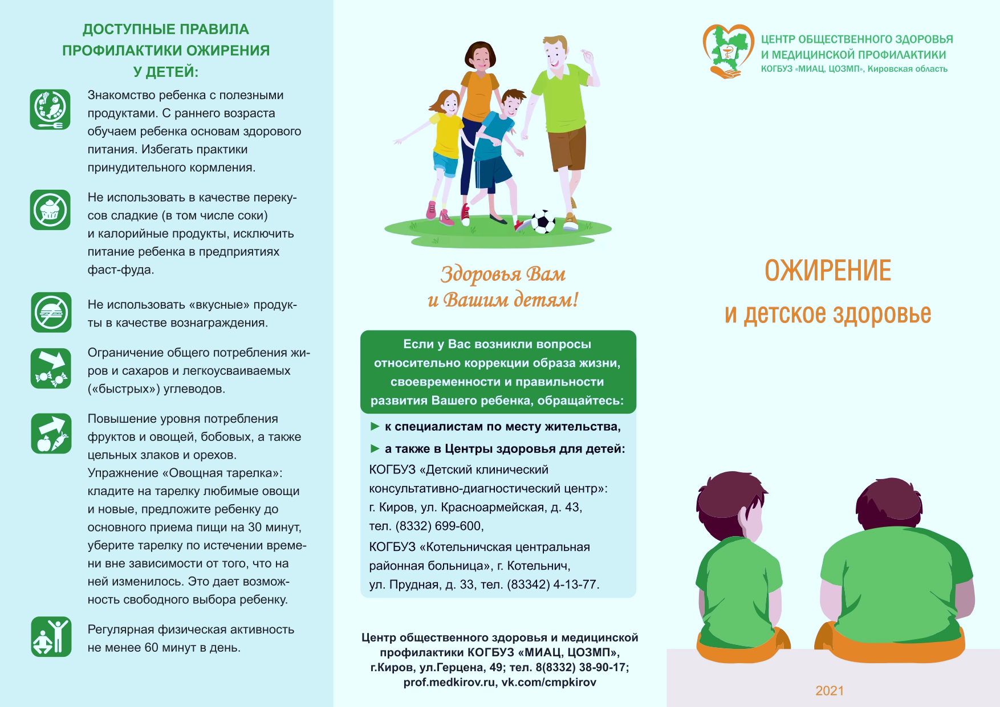 ДОСТУПНЫЕ ПРАВИЛА
ПРОФИЛАКТИКИ ОЖИРЕНИЯ
У ДЕТЕЙ:
Знакомство ребенка с полезными
продуктами. С раннего возраста
обучаем ребенка основам здорового
питания. Избегать практики
принудительного кормления.
Не использовать в качестве переку-
сов сладкие (в том числе соки)
и калорийные продукты, исключить
питание ребенка в предприятиях
фаст-фуда.
Не использовать «вкусные» продук-
ты в качестве вознаграждения.
Ограничение общего потребления жи-
ров и сахаров и легкоусваиваемых
(«быстрых») углеводов.
Повышение уровня потребления
фруктов и овощей, бобовых, а также
цельных злаков и орехов.
Упражнение «Овощная тарелка»:
кладите на тарелку любимые овощи
и новые, предложите ребенку до
основного приема пищи на 30 минут,
уберите тарелку по истечении време-
ни вне зависимости от того, что на
ней изменилось. Это дает возмож-
ность свободного выбора ребенку.
Регулярная физическая активность
не менее 60 минут в день.
Здоровья Вам
и Вашим детям!
Если у Вас возникли вопросы
относительно коррекции образа жизни,
своевременности и правильности
развития Вашего ребенка, обращайтесь:
► к специалистам по месту жительства,
► а также в Центры здоровья для детей:
КОГБУЗ «Детский клинический
консультативно-диагностический центр»:
г. Киров, ул. Красноармейская, д. 43,
тел. (8332) 699-600,
КОГБУЗ «Котельничская центральная
районная больница», г. Котельнич,
ул. Прудная, д. 33, тел. (83342) 4-13-77.
Центр общественного здоровья и медицинской
профилактики КОГБУЗ «МИАЦ, ЦОЗМП»,
г.Киров, ул.Герцена, 49; тел. 8(8332) 38-90-17;
prof.medkirov.ru, vk.com/cmpkirov
ЦЕНТР ОБЩЕСТВЕННОГО ЗДОРОВЬЯ
И МЕДИЦИНСКОЙ ПРОФИЛАКТИКИ
КОГБУЗ «МИАЦ, ЦОЗМП», Кировская область
ОЖИРЕНИЕ
и детское здоровье
2021